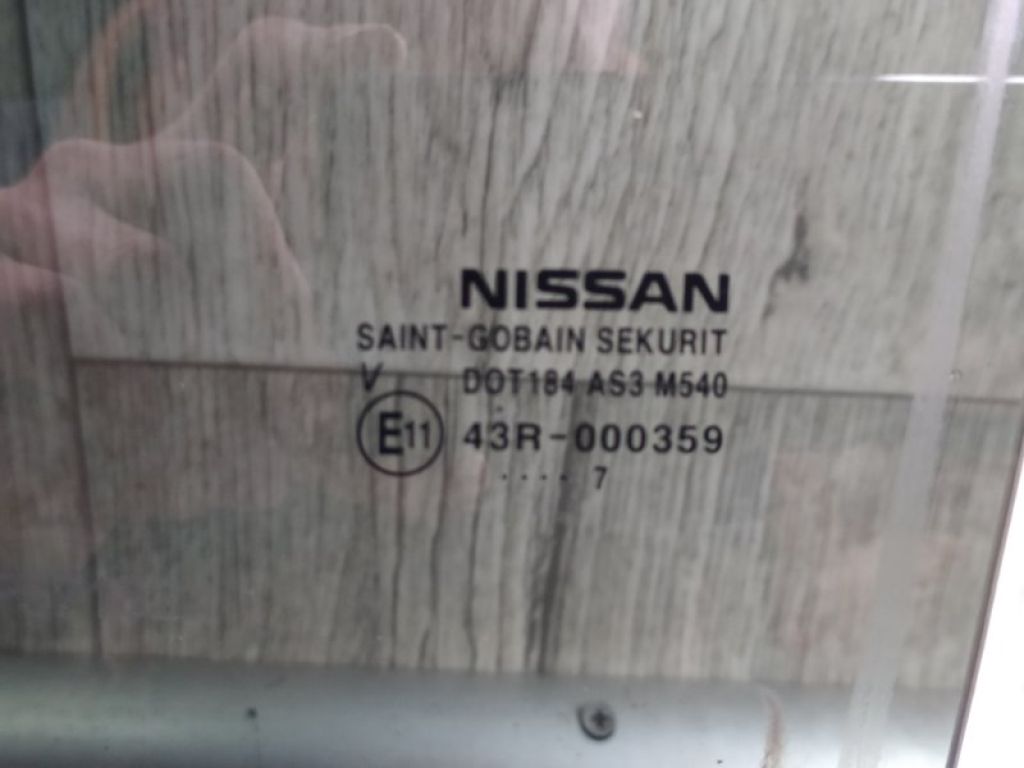 NISSAN
SAINT-GOBAIN SEKURIT
V DOT184 AS3 M540
E11 43R-000359
.... 7